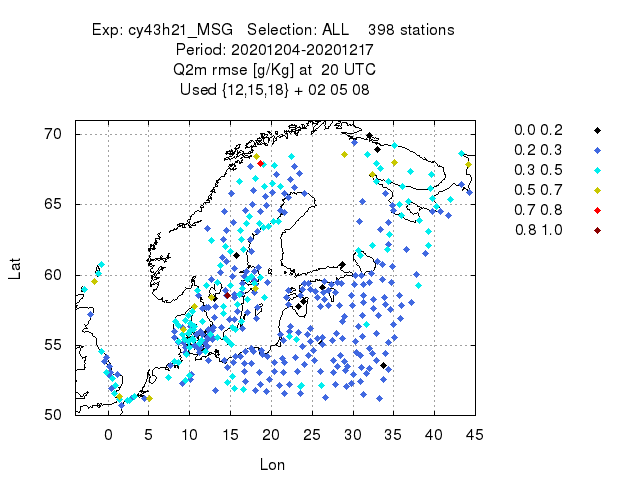 Exp: cy43h21_MSG   Selection: ALL    398 stations
Period: 20201204-20201217
Q2m rmse [g/Kg] at  20 UTC
Used {12,15,18} + 02 05 08
70
65
60
55
50
Lat
0 5 10 15 20 25 30 35 40 45
Lon
0.0 0.2
0.2 0.3
0.3 0.5
0.5 0.7
0.7 0.8
0.8 1.0